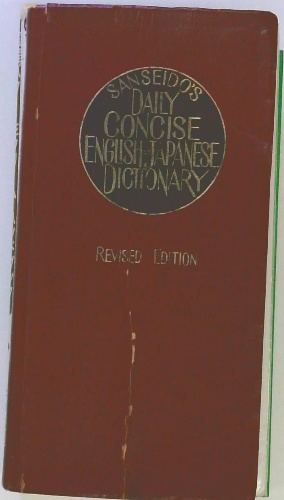 SANSEIDO'S
DAILY
CONCISE
ENGLISH-JAPANESE
DICTIONARY
REVISED EDITION